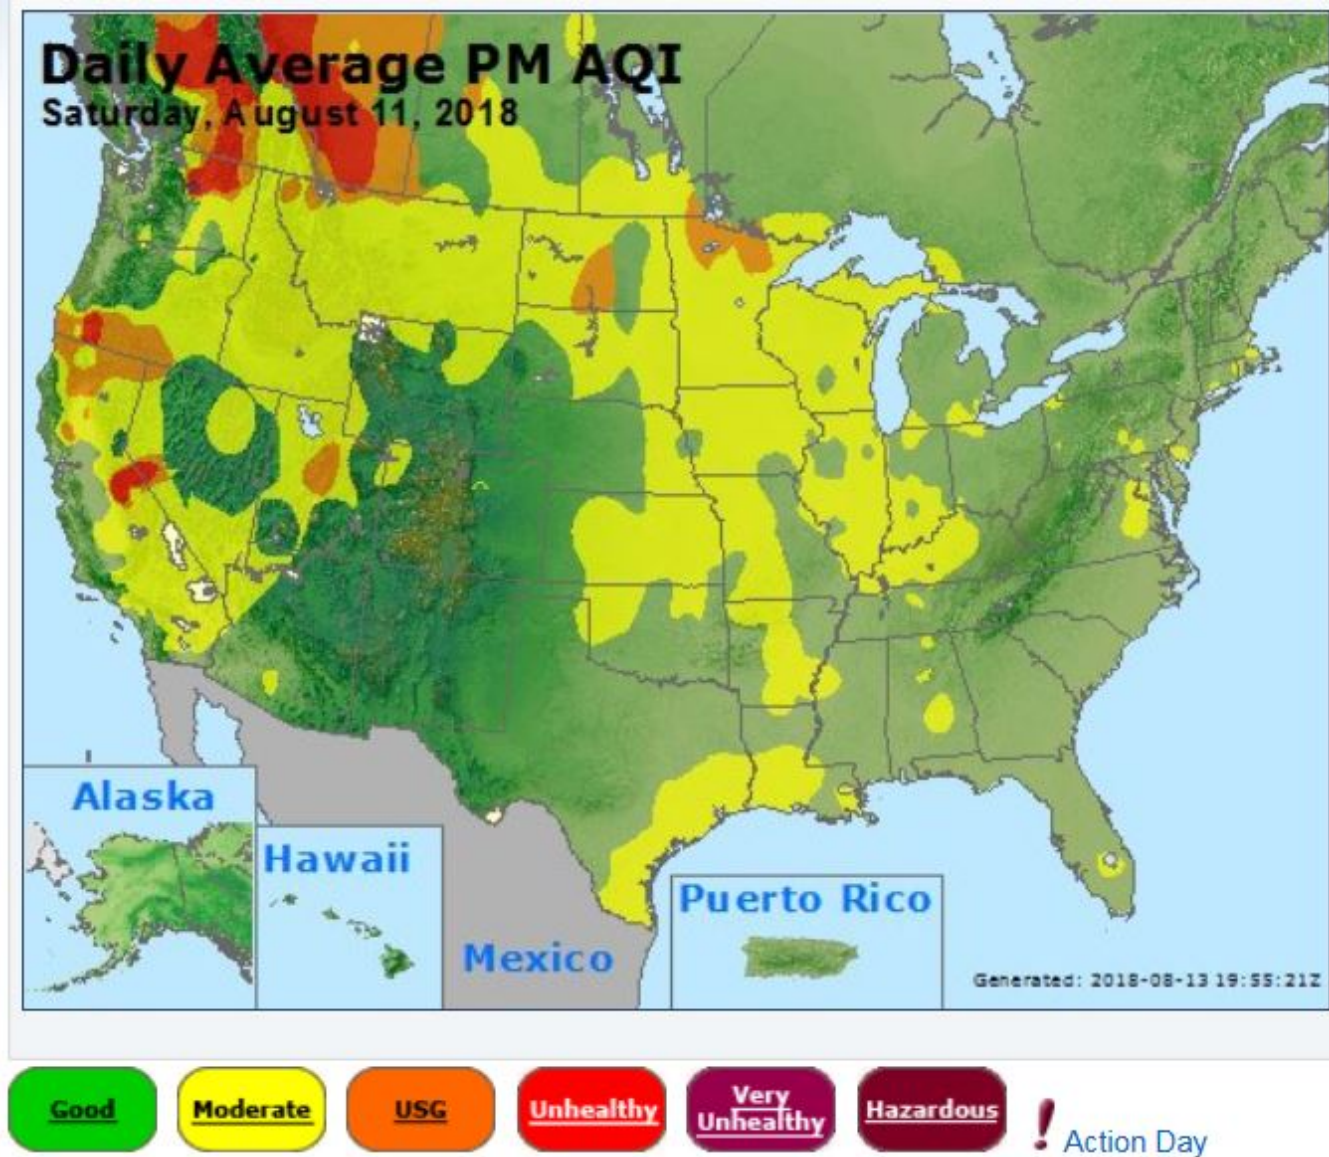 Daily Average PM AQI
Saturday, August 11, 2018
Alaska
Hawaii
Mexico
Puerto Rico
Generated: 2018-08-13 19:55:21Z
Good
Moderate
USG
Unhealthy
Very
Unhealthy
Hazardous
! Action Day